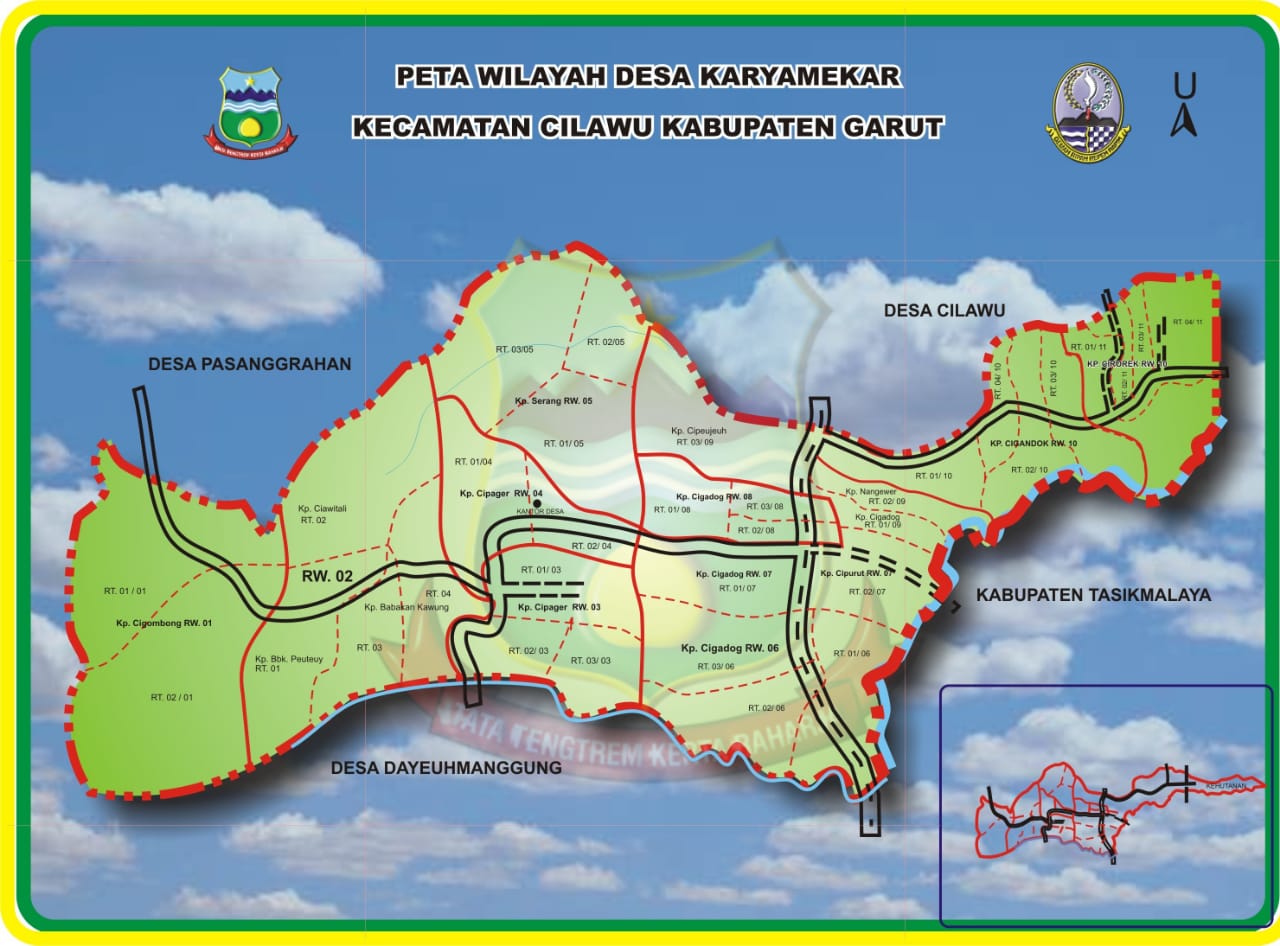 PETA WILAYAH DESA KARYAMEKAR
KECAMATAN CILAWU KABUPATEN GARUT
U
DESA PASANGGRAHAN
DESA CILAWU
KABUPATEN TASIKMALAYA
DESA DAYEUHMANGGUNG
RT. 03/05
RT. 02/05
Kp. Serang RW. 05
RT. 01/ 05
RT. 01/04
Kp. Cipager RW. 04
KANTOR DESA
RT. 02/ 04
Kp. Ciawitali
RT. 02
RW. 02
RT. 04
Kp. Babakan Kawung
RT. 03
Kp. Bbk. Peuteuy
RT. 01
RT. 01 / 01
Kp. Cigombong RW. 01
RT. 02 / 01
RT. 01/ 03
Kp. Cipager RW. 03
RT. 02/ 03
RT. 03/ 03
Kp. Cipeujeuh
RT. 03/ 09
Kp. Cigadog RW. 08
RT. 01/ 08
RT. 03/ 08
RT. 02/ 08
Kp. Nangewer
RT. 02/ 09
Kp. Cigadog
RT. 01/ 09
Kp. Cigadog RW. 07
RT. 01/ 07
Kp. Cipurut RW. 07
RT. 02/ 07
Kp. Cigadog RW. 06
RT. 03/ 06
RT. 01/ 06
RT. 02/ 06
RT. 01/ 10
RT. 02/ 10
KP. CIGANDOK RW. 10
RT. 04/ 10
RT. 03/ 10
RT. 01/ 11
RT. 02/ 11
RT. 03/ 11
RT. 04/ 11
RW. 10
TATA TENGTREM KERTA RAHARJA
KEHUTANAN